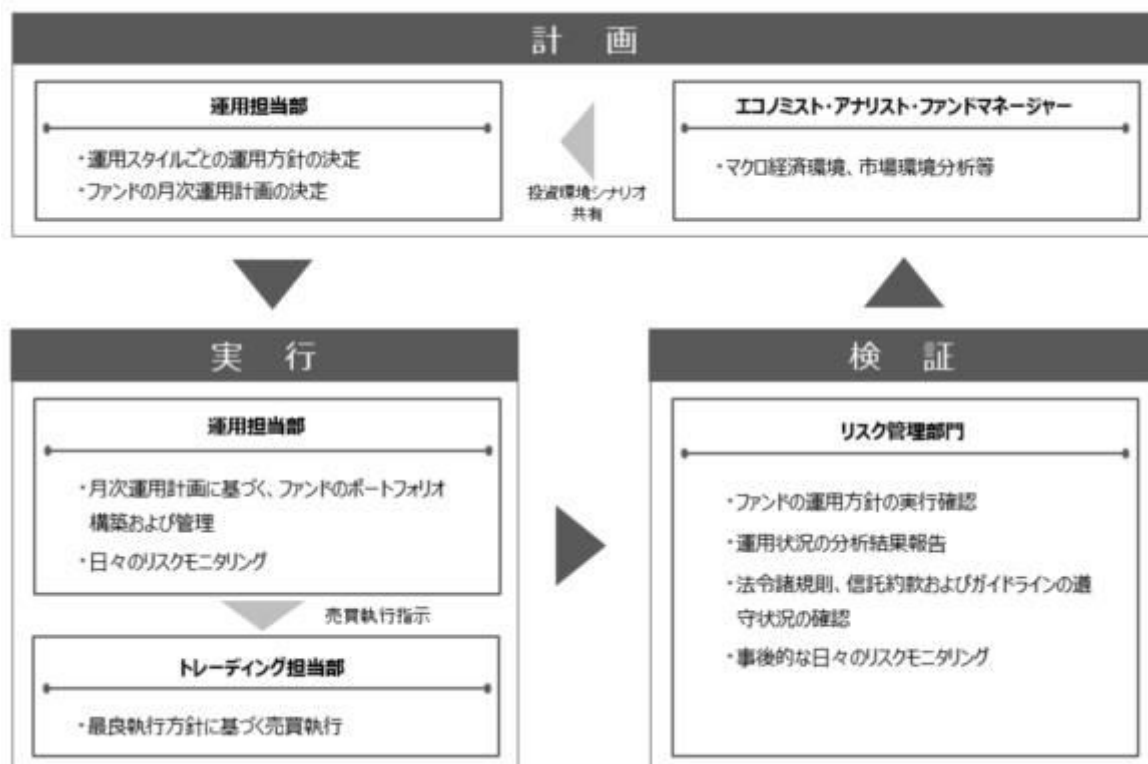 計 画
運用担当部
・運用スタイルごとの運用方針の決定
・ファンドの月次運用計画の決定
投資環境シナリオ
共有
エコノミスト・アナリスト・ファンドマネージャー
・マクロ経済環境、市場環境分析等
実 行
運用担当部
・月次運用計画に基づく、ファンドのポートフォリオ
構築および管理
・日々のリスクモニタリング
売買執行指示
トレーディング担当部
・最良執行方針に基づく売買執行
検 証
リスク管理部門
・ファンドの運用方針の実行確認
・運用状況の分析結果報告
・法令諸規則、信託約款およびガイドラインの遵
守状況の確認
・事後的な日々のリスクモニタリング